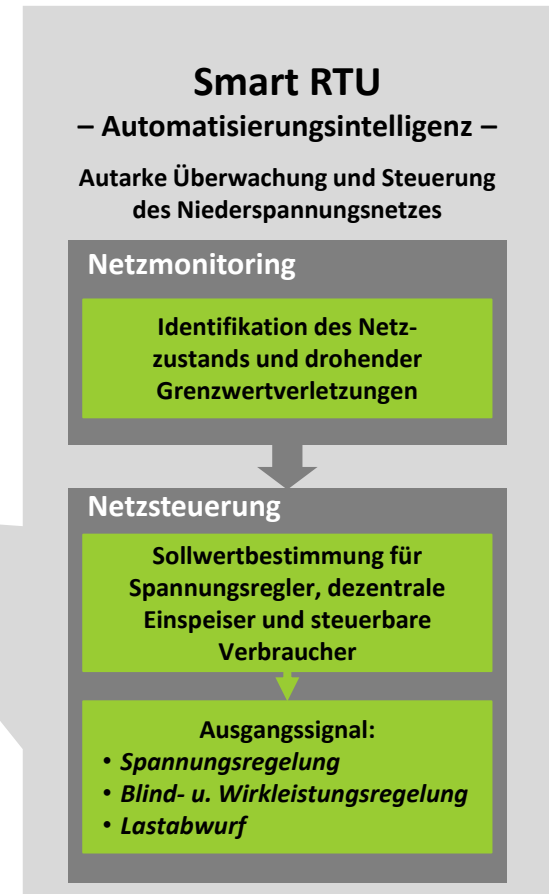 Smart RTU
– Automatisierungsintelligenz –
Autarke Überwachung und Steuerung
des Niederspannungsnetzes
Netzmonitoring
Identifikation des Netz-
zustands und drohender
Grenzwertverletzungen
Netzsteuerung
Sollwertbestimmung für
Spannungsregler, dezentrale
Einspeiser und steuerbare
Verbraucher
Ausgangssignal:
• Spannungsregelung
• Blind- u. Wirkleistungsregelung
• Lastabwurf